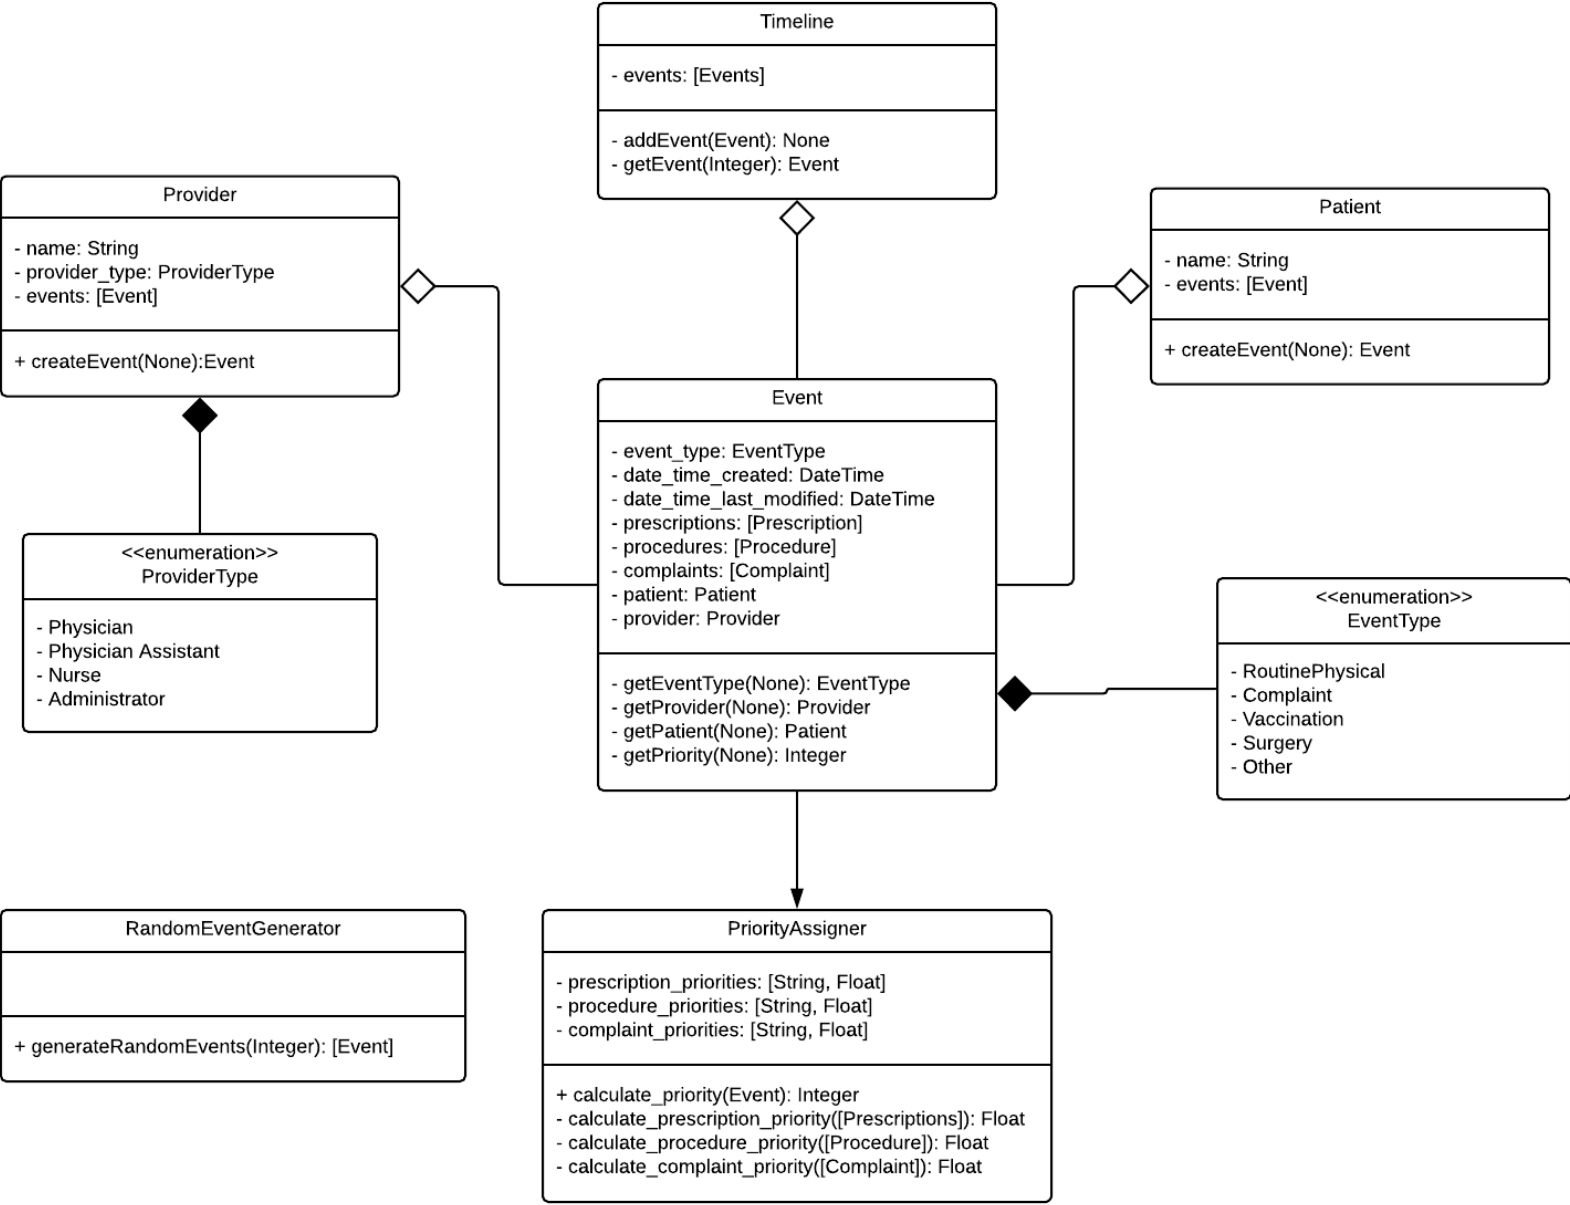 Timeline
- events: [Events]
- addEvent(Event): None
- getEvent(Integer): Event
Provider
- name: String
- provider_type: ProviderType
- events: [Event]
+ createEvent(None):Event
Patient
- name: String
- events: [Event]
+ createEvent(None): Event
Event
- event_type: EventType
- date_time_created: DateTime
- date_time_last_modified: DateTime
- prescriptions: [Prescription]
- procedures: [Procedure]
- complaints: [Complaint]
- patient: Patient
- provider: Provider
- getEventType(None): EventType
- getProvider(None): Provider
- getPatient(None): Patient
- getPriority(None): Integer
<<enumeration>>
ProviderType
- Physician
- Physician Assistant
- Nurse
- Administrator
<<enumeration>>
EventType
- RoutinePhysical
- Complaint
- Vaccination
- Surgery
- Other
RandomEventGenerator
+ generateRandomEvents(Integer): [Event]
PriorityAssigner
- prescription_priorities: [String, Float]
- procedure_priorities: [String, Float]
- complaint_priorities: [String, Float]
+ calculate_priority(Event): Integer
- calculate_prescription_priority([Prescriptions]): Float
- calculate_procedure_priority([Procedure]): Float
- calculate_complaint_priority([Complaint]): Float